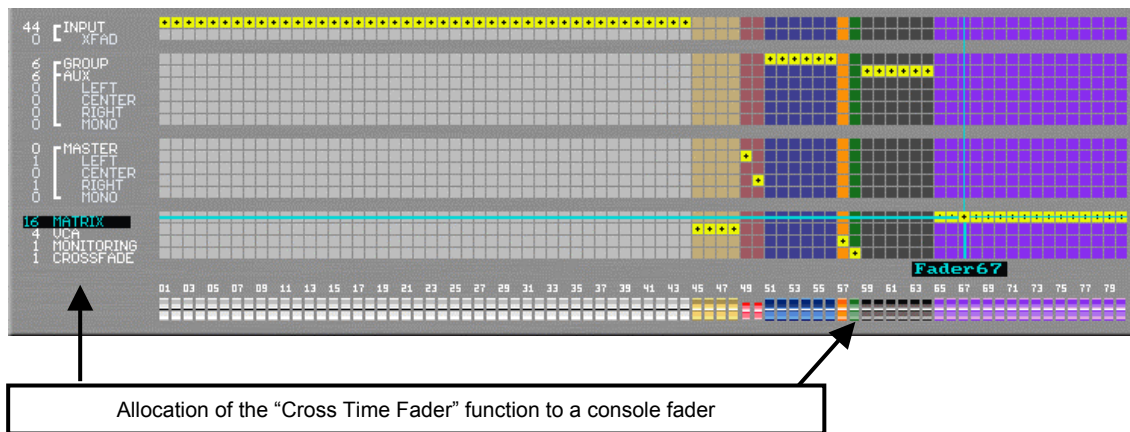 44 INPUT
0 XFAD
6 GROUP
6 AUX
0 LEFT
0 CENTER
0 RIGHT
0 MONO
0 MASTER
1 LEFT
0 CENTER
1 RIGHT
0 MONO
16 MATRIX
4 VCA
1 MONITORING
1 CROSSFADE
Fader67
01 03 05 07 09 11 13 15 17 19 21 23 25 27 29 31 33 35 37 39 41 43 45 47 49 51 53 55 57 59 61 63 65 67 69 71 73 75 77 79
Allocation of the “Cross Time Fader” function to a console fader